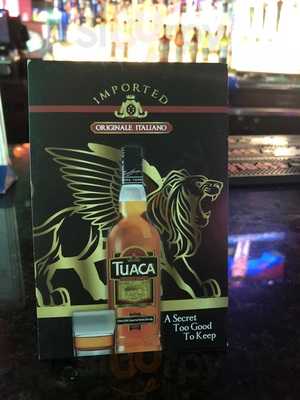 IMPORTED
ORIGINALE ITALIANO
TUACA
A Secret
Too Good
To Keep